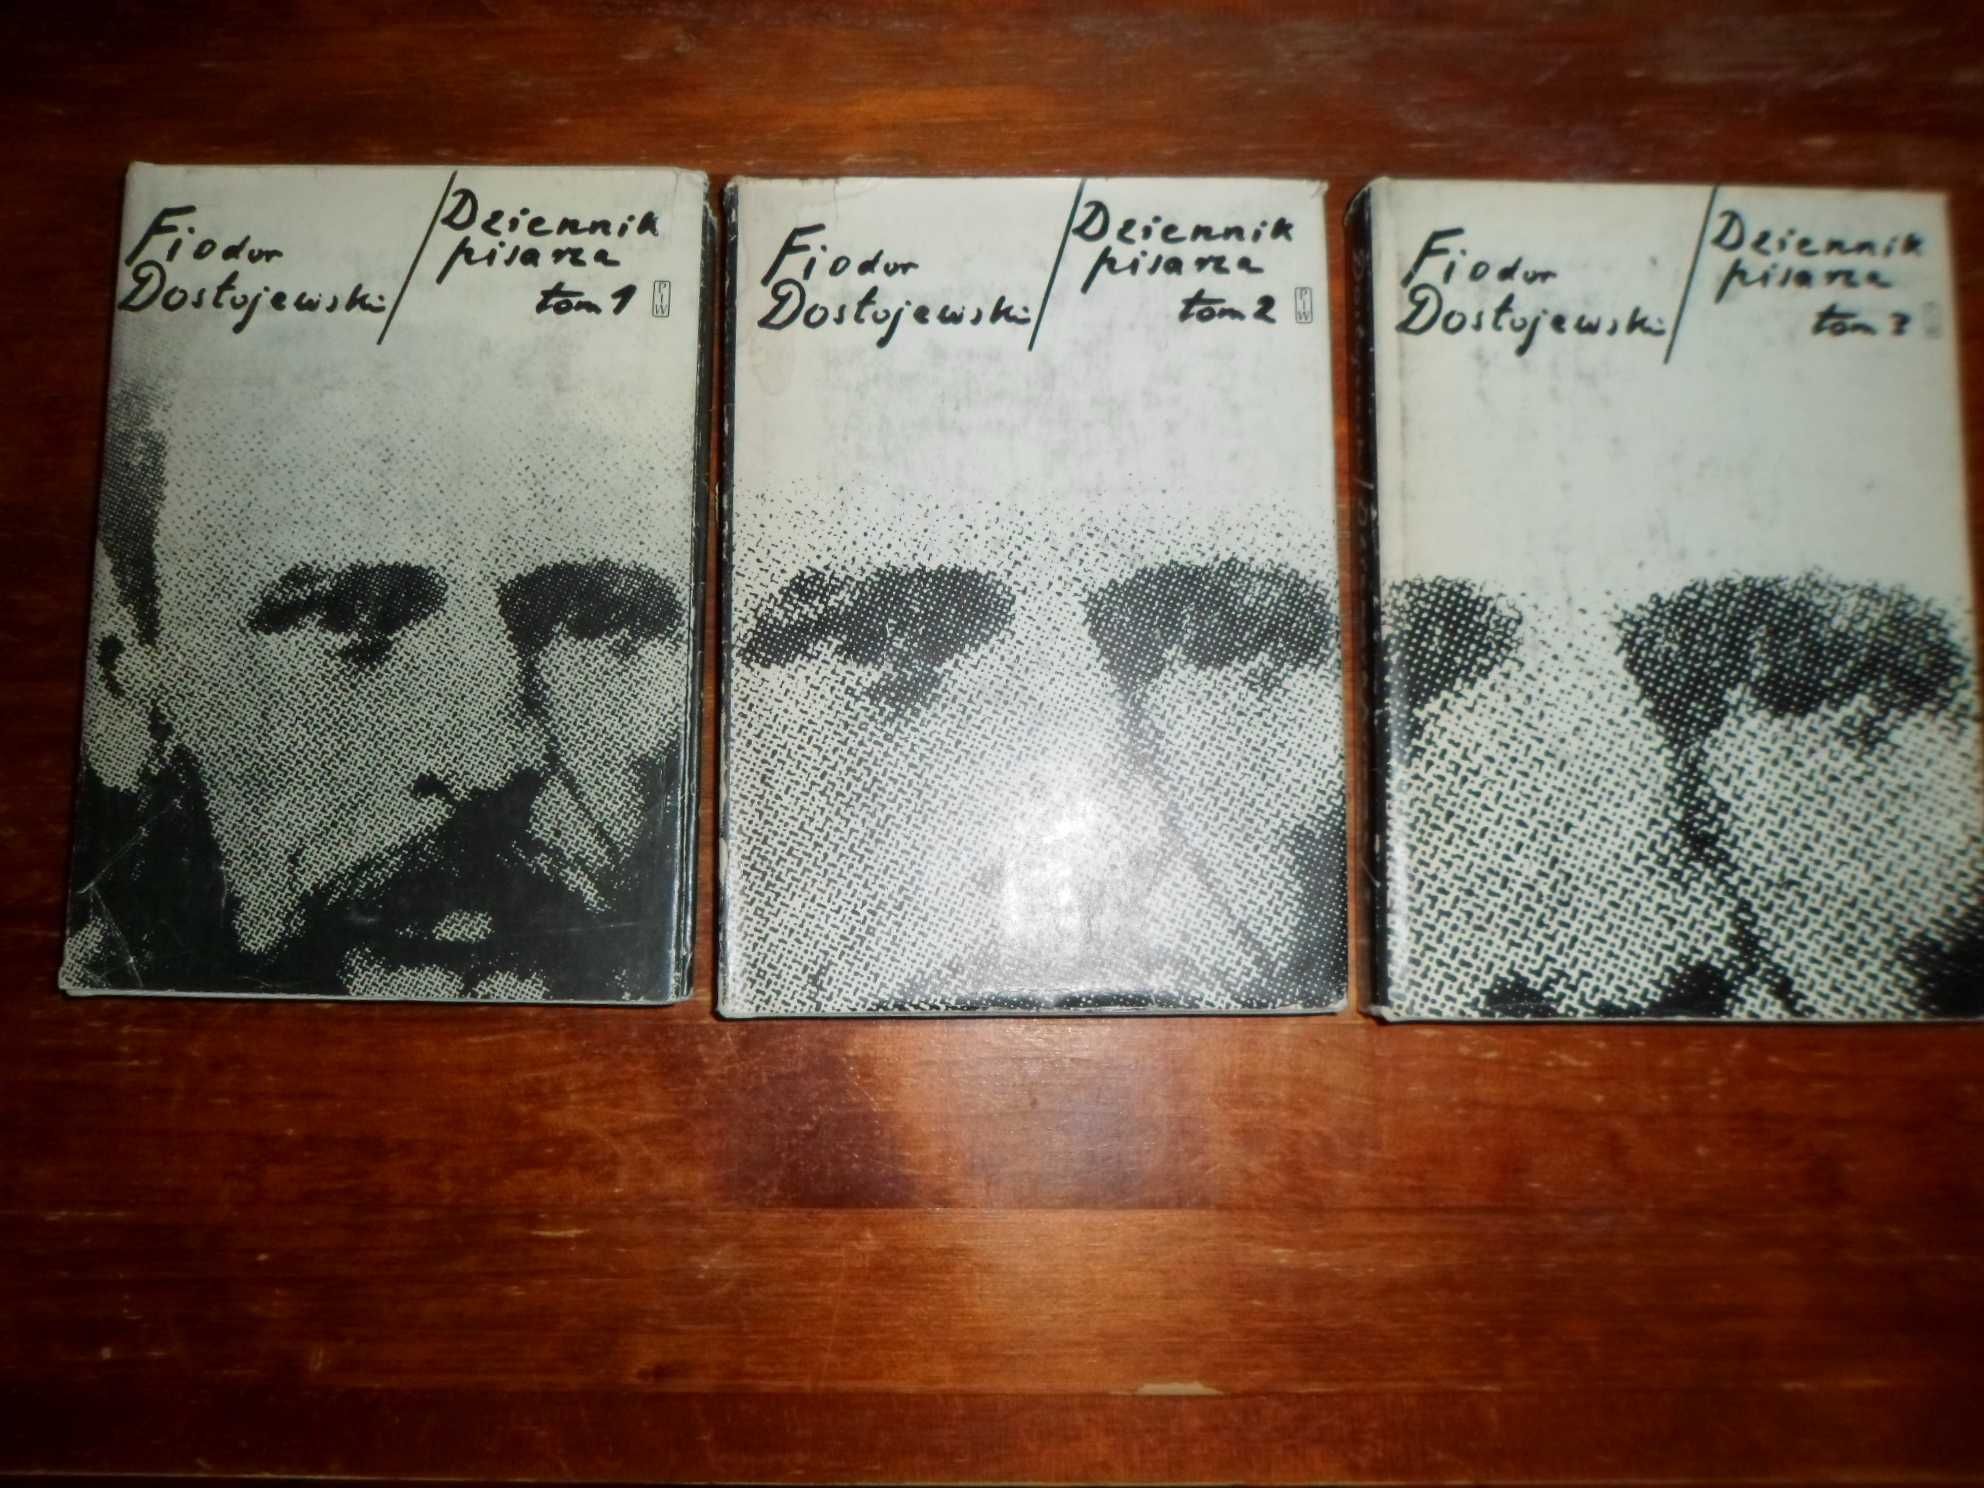 Fiodor
Dostojewski
Dziennik
pisarza
tom 1
PIW
Fiodor
Dostojewski
Dziennik
pisarza
tom 2
PIW
Fiodor
Dostojewski
Dziennik
pisarza
tom 3